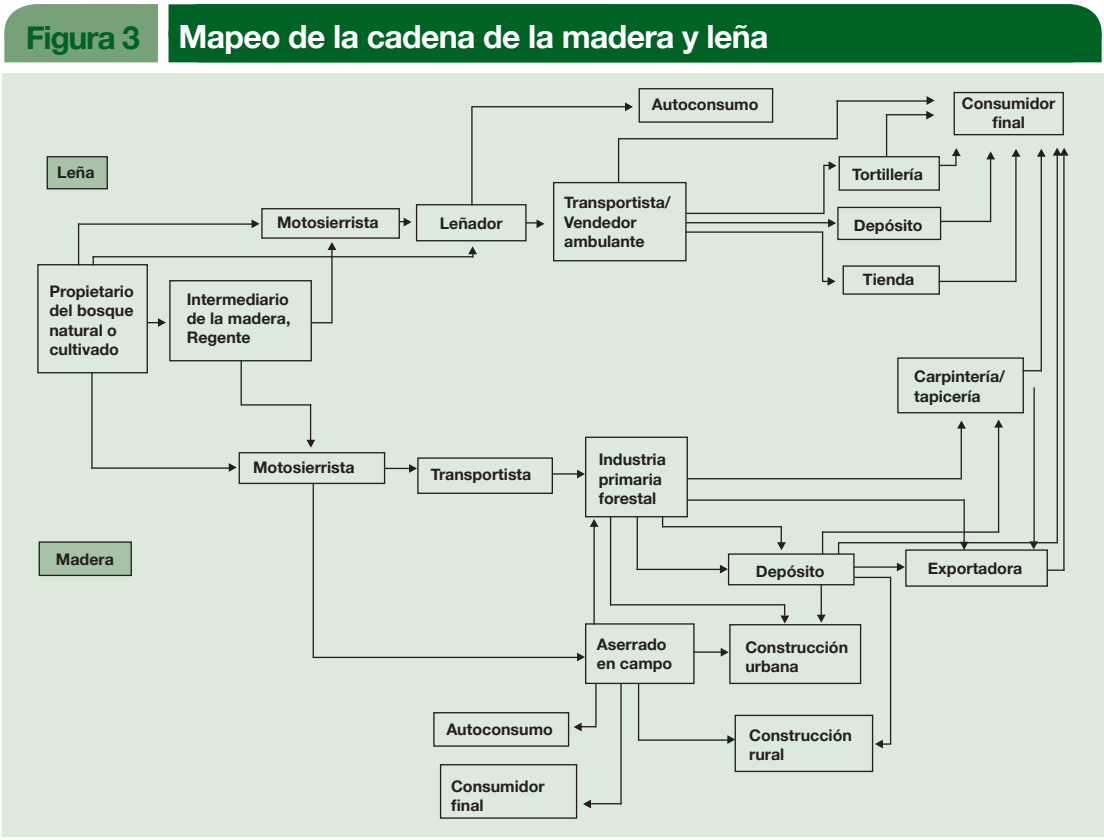 Figura 3
Mapeo de la cadena de la madera y leña
Autoconsumo
Consumidor
final
Leña
Tortillería
Motosierrista
Leñador
Transportista/
Vendedor
ambulante
Depósito
Tienda
Propietario
del bosque
natural o
cultivado
Intermediario
de la madera,
Regente
Carpintería/
tapicería
Motosierrista
Transportista
Industria
primaria
forestal
Madera
Depósito
Exportadora
Aserrado
en campo
Construcción
urbana
Autoconsumo
Construcción
rural
Consumidor
final